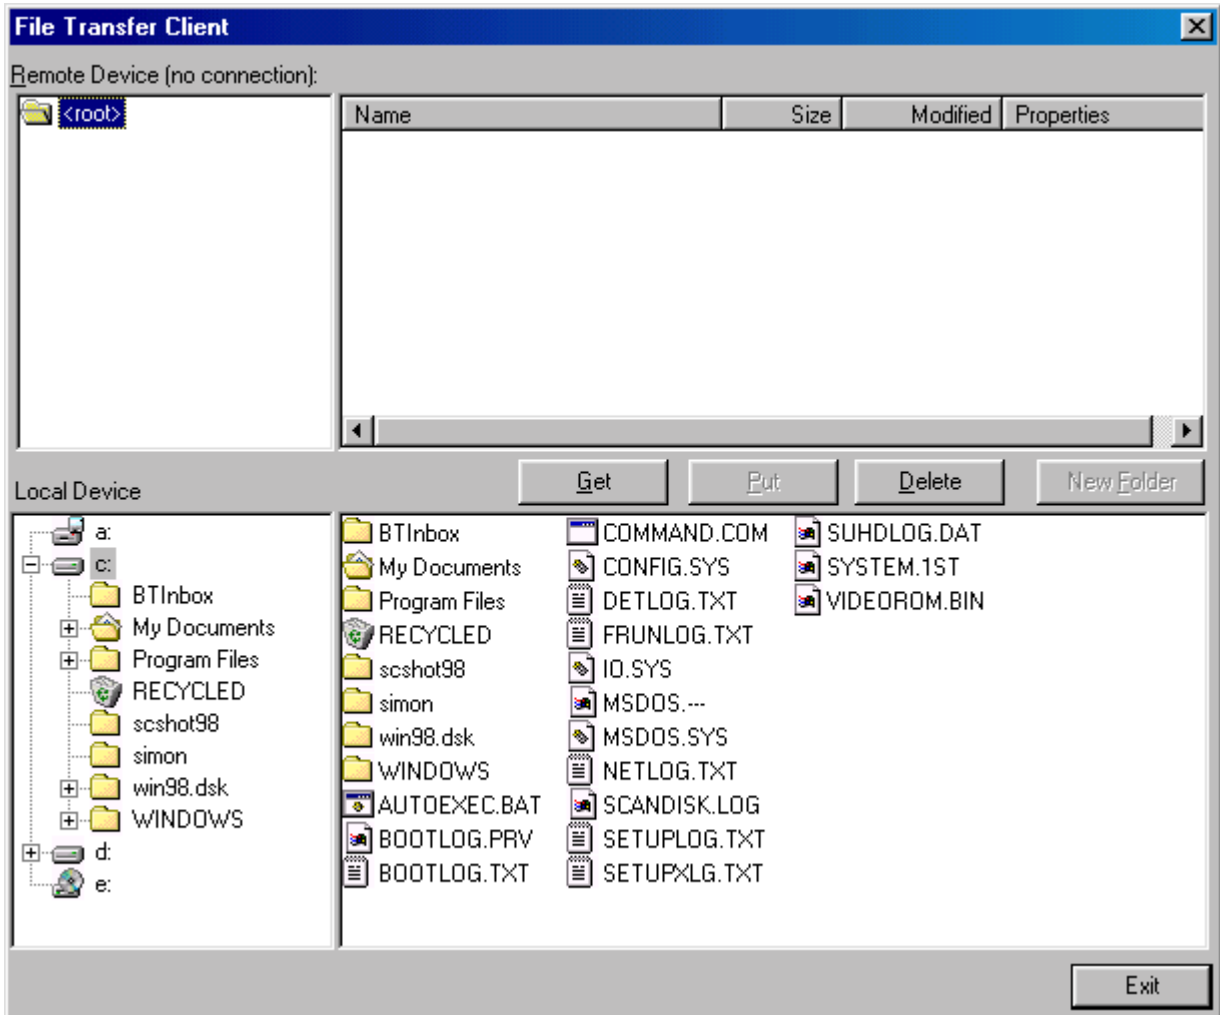 File Transfer Client
Remote Device (no connection):
<root>
Name Size Modified Properties
Get Put Delete New Folder
Local Device
a:
c:
BTInbox
My Documents
Program Files
RECYCLED
scshot98
simon
win98.dsk
WINDOWS
d:
e:
BTInbox COMMAND.COM SUHDLOG.DAT
My Documents CONFIG.SYS SYSTEM.1ST
Program Files DETLOG.TXT VIDEOROM.BIN
RECYCLED FRUNLOG.TXT
scshot98 IO.SYS
simon MSDOS.---
win98.dsk MSDOS.SYS
WINDOWS NETLOG.TXT
AUTOEXEC.BAT SCANDISK.LOG
BOOTLOG.PRV SETUPLOG.TXT
BOOTLOG.TXT SETUPXLG.TXT
Exit